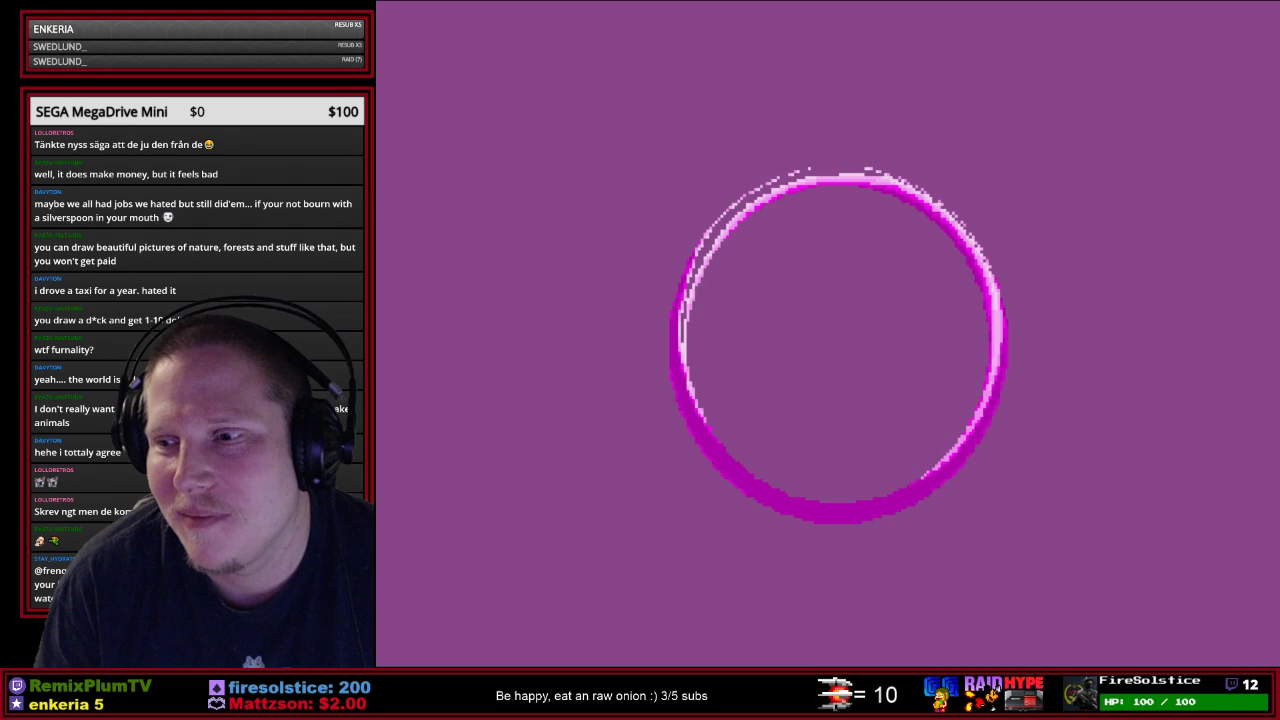 ENKERIA RESUB X5
SWEDLUND_ RESUB X3
SWEDLUND_ RAID (7)
SEGA MegaDrive Mini $0 $100
LOLLORETROS
Tänkte nyss säga att de ju den från de
well, it does make money, but it feels bad
DAVYTON
maybe we all had jobs we hated but still did'em... if your not bourn with
a silverspoon in your mouth
you can draw beautiful pictures of nature, forests and stuff like that, but
you won't get paid
DAVYTON
i drove a taxi for a year. hated it
you draw a d*ck and get 1-10
wtf furnality?
DAVYTON
yeah.... the world is
I don't really want
animals
DAVYTON
hehe i tottaly agree
LOLLORETROS
LOLLORETROS
Skrev ngt men de
@freno
your
RemixPlumTV
enkeria 5
firesolstice: 200
Mattzson: $2.00
Be happy, eat an raw onion :) 3/5 subs
= 10
GG RAID HYPE
FireSolstice 12
HP: 100 / 100